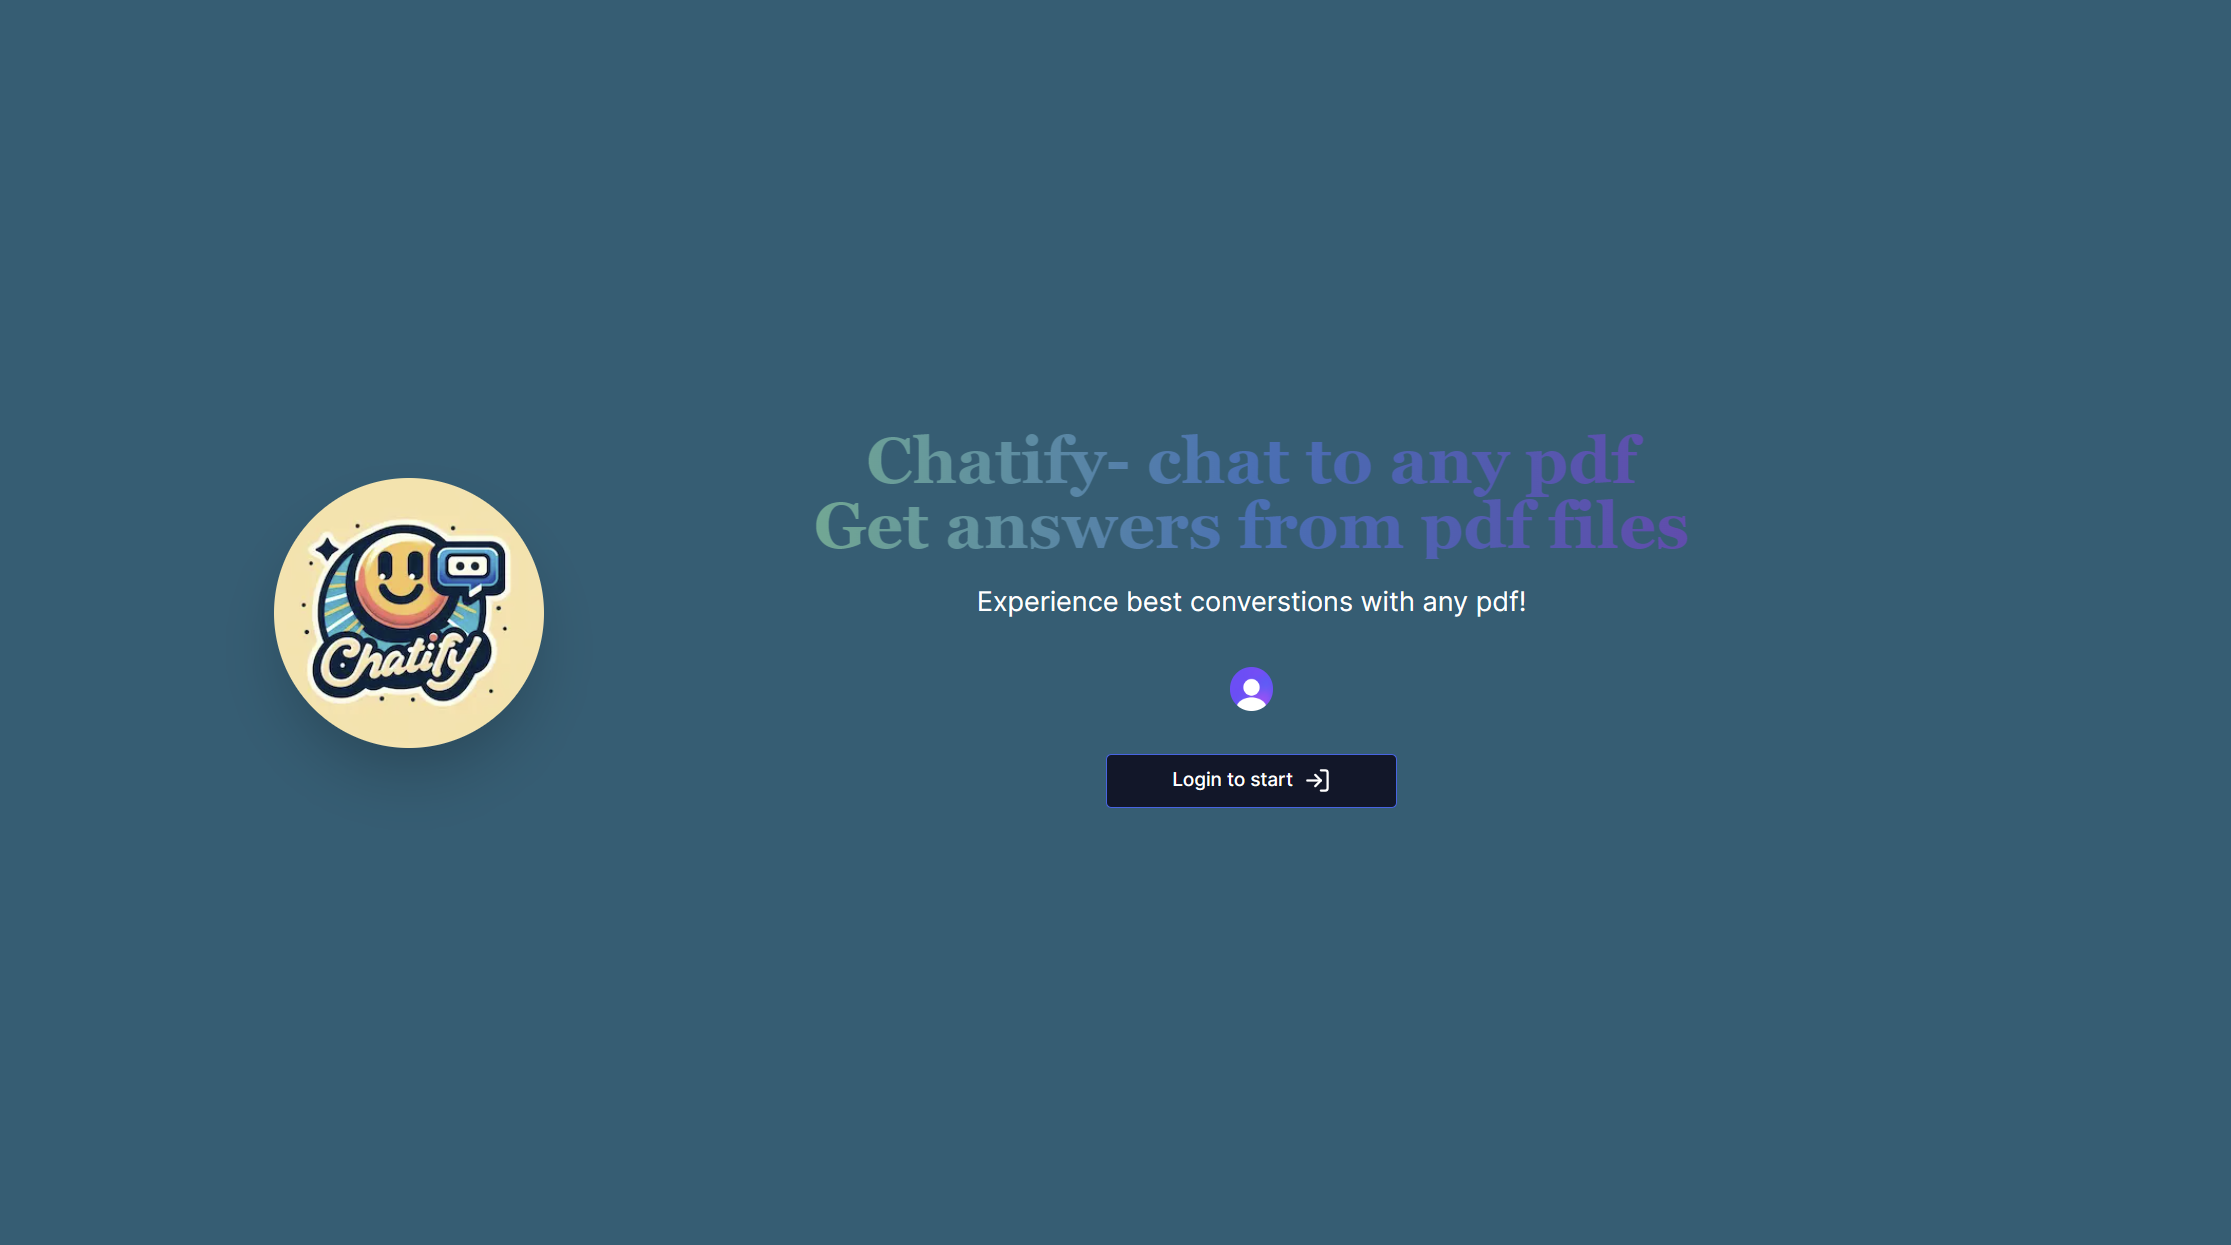 Chatify
Chatify- chat to any pdf
Get answers from pdf files
Experience best converstions with any pdf!
Login to start